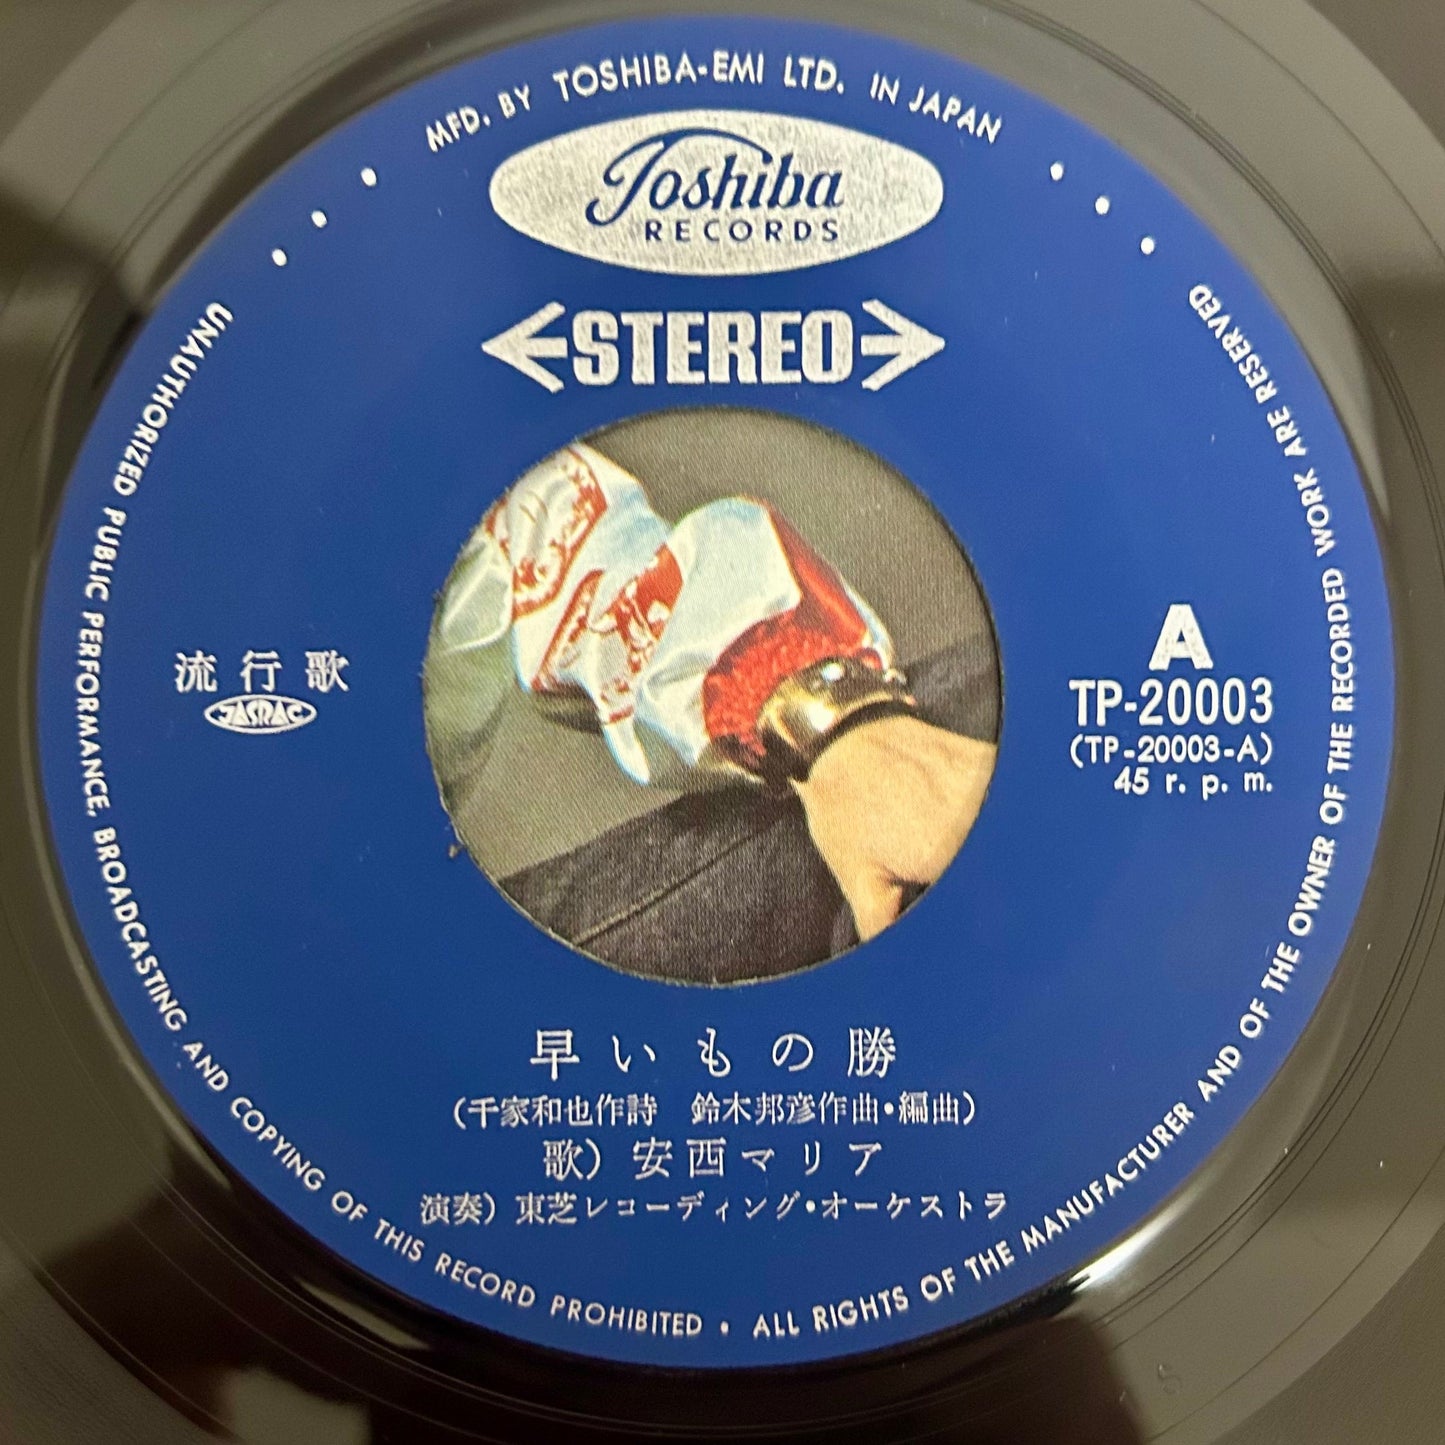 MFD. BY TOSHIBA-EMI LTD. IN JAPAN
Toshiba
RECORDS
STEREO
流行歌
JASRAC
A
TP-20003
(TP-20003-A)
45 r. p. m.
早いもの勝
(千家和也作詩 鈴木邦彦作曲・編曲)
歌) 安西マリア
演奏) 東芝レコーディング・オーケストラ
UNAUTHORIZED PUBLIC PERFORMANCE, BROADCASTING AND COPYING OF THIS RECORD PROHIBITED • ALL RIGHTS OF THE MANUFACTURER AND OF THE OWNER OF THE RECORDED WORK ARE RESERVED